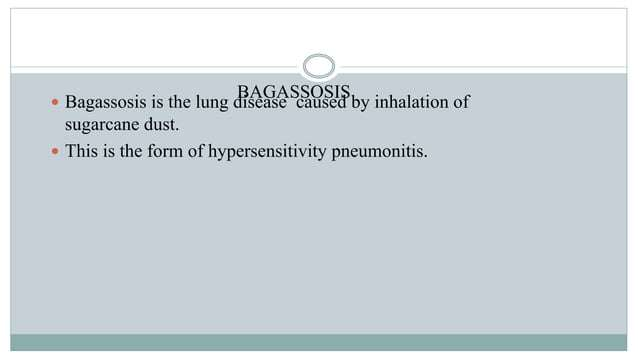 BAGASSOSIS
Bagassosis is the lung disease caused by inhalation of
sugarcane dust.
This is the form of hypersensitivity pneumonitis.